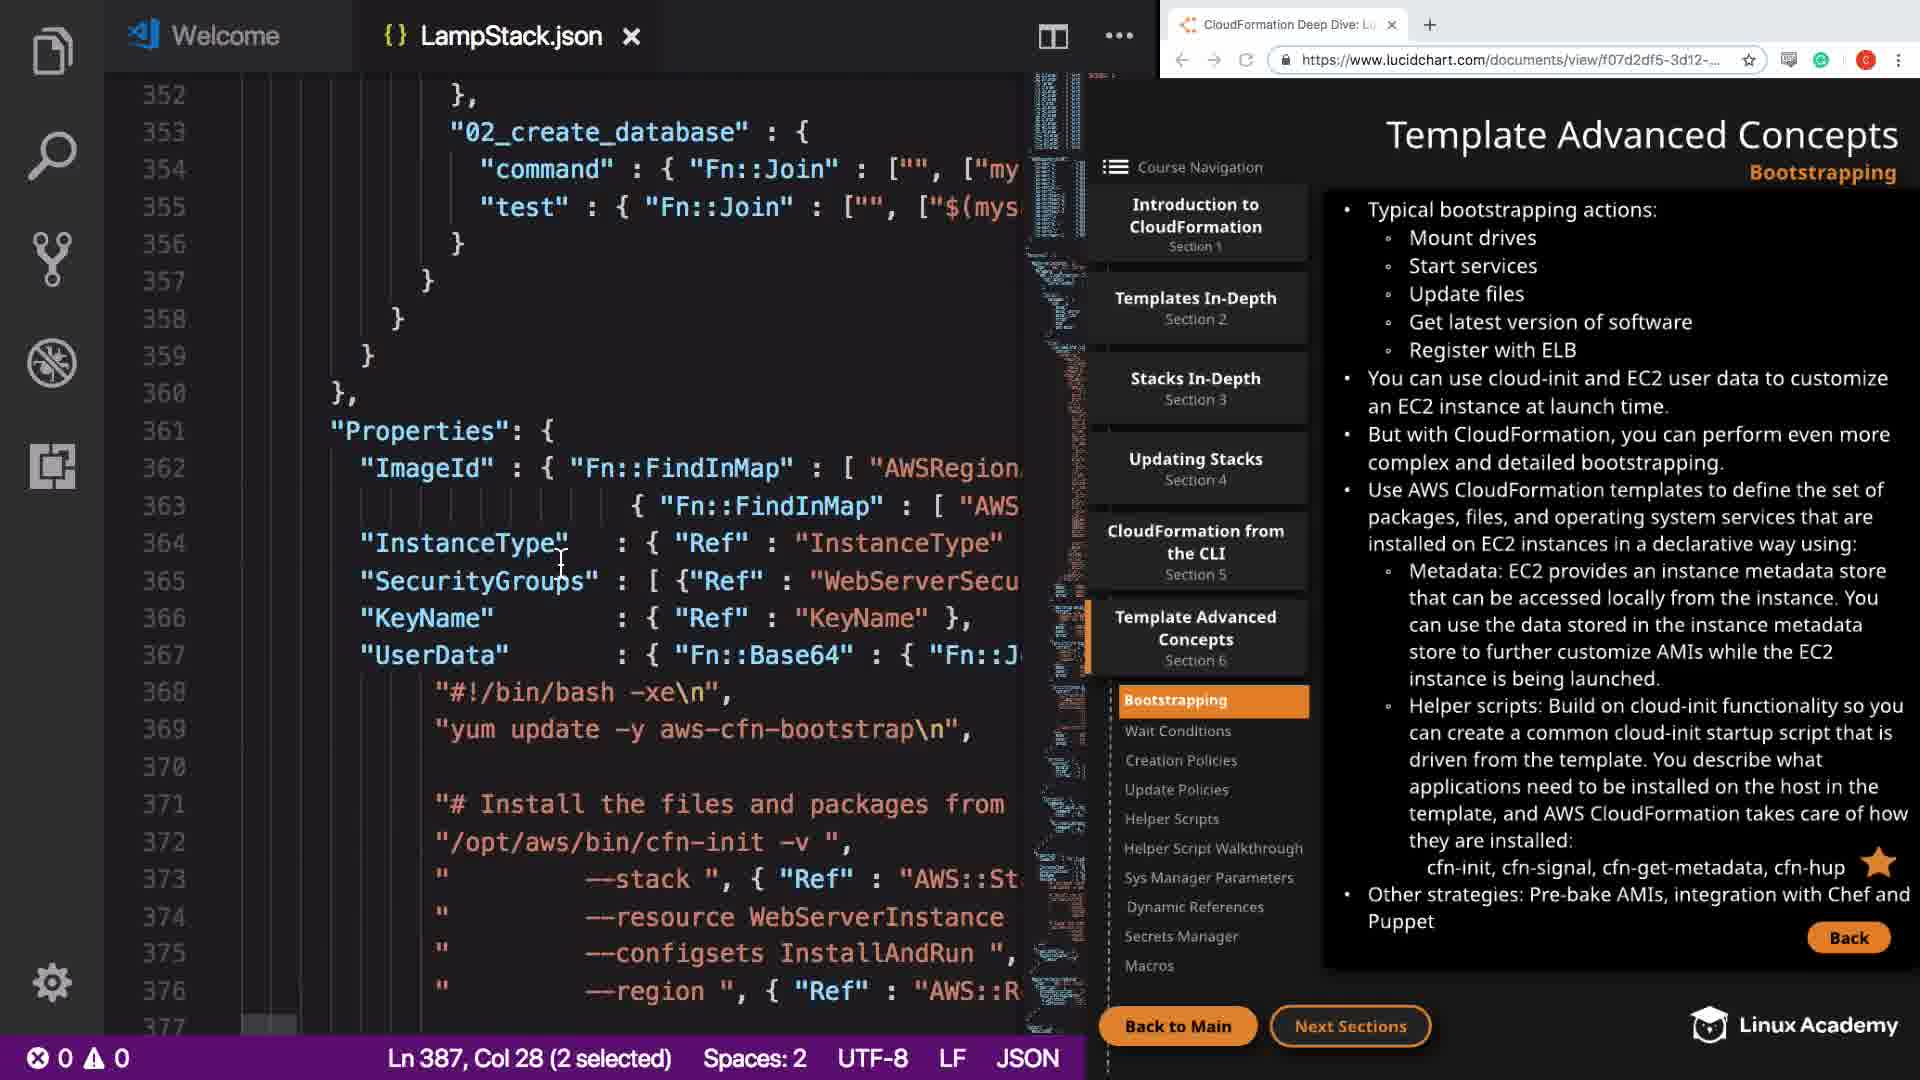 Welcome
{} LampStack.json
352 },
353 "02_create_database" : {
354 "command" : { "Fn::Join" : ["", ["my
355 "test" : { "Fn::Join" : ["", ["$(mys
356 }
357 }
358 }
359 }
360 },
361 "Properties": {
362 "ImageId" : { "Fn::FindInMap" : [ "AWSRegion
363 { "Fn::FindInMap" : [ "AWS
364 "InstanceType" : { "Ref" : "InstanceType"
365 "SecurityGroups" : [ {"Ref" : "WebServerSecu
366 "KeyName" : { "Ref" : "KeyName" },
367 "UserData" : { "Fn::Base64" : { "Fn::J
368 "#!/bin/bash -xe\n",
369 "yum update -y aws-cfn-bootstrap\n",
370
371 "# Install the files and packages from
372 "/opt/aws/bin/cfn-init -v ",
373 " --stack ", { "Ref" : "AWS::St
374 " --resource WebServerInstance
375 " --configsets InstallAndRun ",
376 " --region ", { "Ref" : "AWS::R
377
0 0
Ln 387, Col 28 (2 selected) Spaces: 2 UTF-8 LF JSON
CloudFormation Deep Dive: Lu
https://www.lucidchart.com/documents/view/f07d2df5-3d12-...
C
Template Advanced Concepts
Bootstrapping
Course Navigation
Introduction to
CloudFormation
Section 1
Templates In-Depth
Section 2
Stacks In-Depth
Section 3
Updating Stacks
Section 4
CloudFormation from
the CLI
Section 5
Template Advanced
Concepts
Section 6
Bootstrapping
Wait Conditions
Creation Policies
Update Policies
Helper Scripts
Helper Script Walkthrough
Sys Manager Parameters
Dynamic References
Secrets Manager
Macros
• Typical bootstrapping actions:
◦ Mount drives
◦ Start services
◦ Update files
◦ Get latest version of software
◦ Register with ELB
• You can use cloud-init and EC2 user data to customize
an EC2 instance at launch time.
• But with CloudFormation, you can perform even more
complex and detailed bootstrapping.
• Use AWS CloudFormation templates to define the set of
packages, files, and operating system services that are
installed on EC2 instances in a declarative way using:
◦ Metadata: EC2 provides an instance metadata store
that can be accessed locally from the instance. You
can use the data stored in the instance metadata
store to further customize AMIs while the EC2
instance is being launched.
◦ Helper scripts: Build on cloud-init functionality so you
can create a common cloud-init startup script that is
driven from the template. You describe what
applications need to be installed on the host in the
template, and AWS CloudFormation takes care of how
they are installed:
cfn-init, cfn-signal, cfn-get-metadata, cfn-hup
• Other strategies: Pre-bake AMIs, integration with Chef and
Puppet
Back
Back to Main
Next Sections
Linux Academy